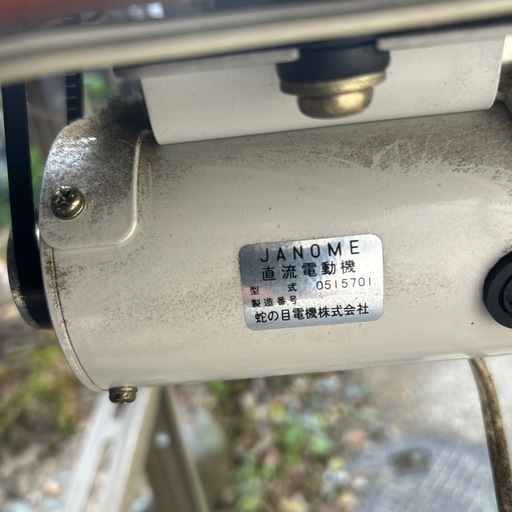 JANOME
直流電動機
型式 0515701
製造番号
蛇の目電機株式会社